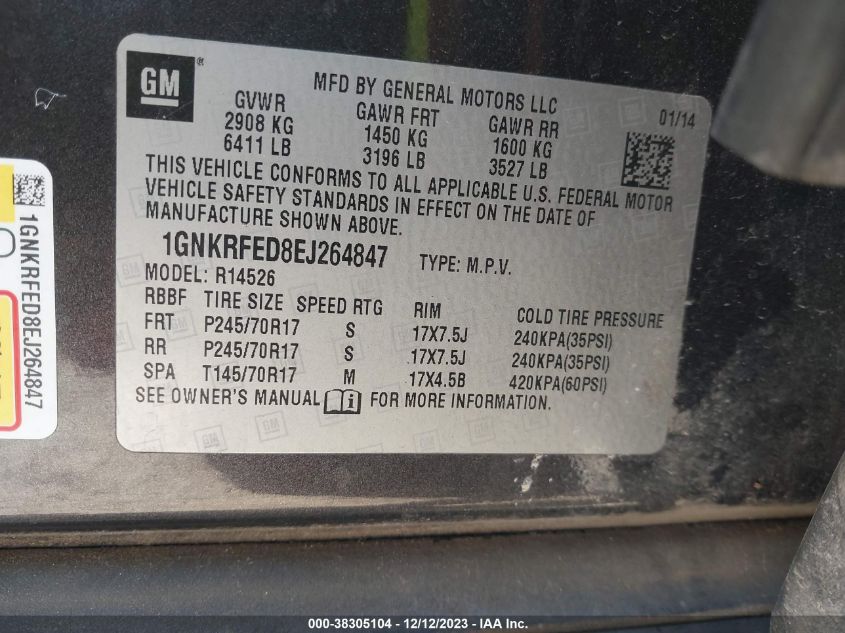 GM ®
MFD BY GENERAL MOTORS LLC
01/14
GVWR GAWR FRT GAWR RR
2908 KG 1450 KG 1600 KG
6411 LB 3196 LB 3527 LB
THIS VEHICLE CONFORMS TO ALL APPLICABLE U.S. FEDERAL MOTOR
VEHICLE SAFETY STANDARDS IN EFFECT ON THE DATE OF
MANUFACTURE SHOWN ABOVE.
1GNKRFED8EJ264847 TYPE: M.P.V.
MODEL: R14526
RBBF TIRE SIZE SPEED RTG RIM COLD TIRE PRESSURE
FRT P245/70R17 S 17X7.5J 240KPA(35PSI)
RR P245/70R17 S 17X7.5J 240KPA(35PSI)
SPA T145/70R17 M 17X4.5B 420KPA(60PSI)
SEE OWNER'S MANUAL i FOR MORE INFORMATION.
1GNKRFED8EJ264847
000-38305104 - 12/12/2023 - IAA Inc.